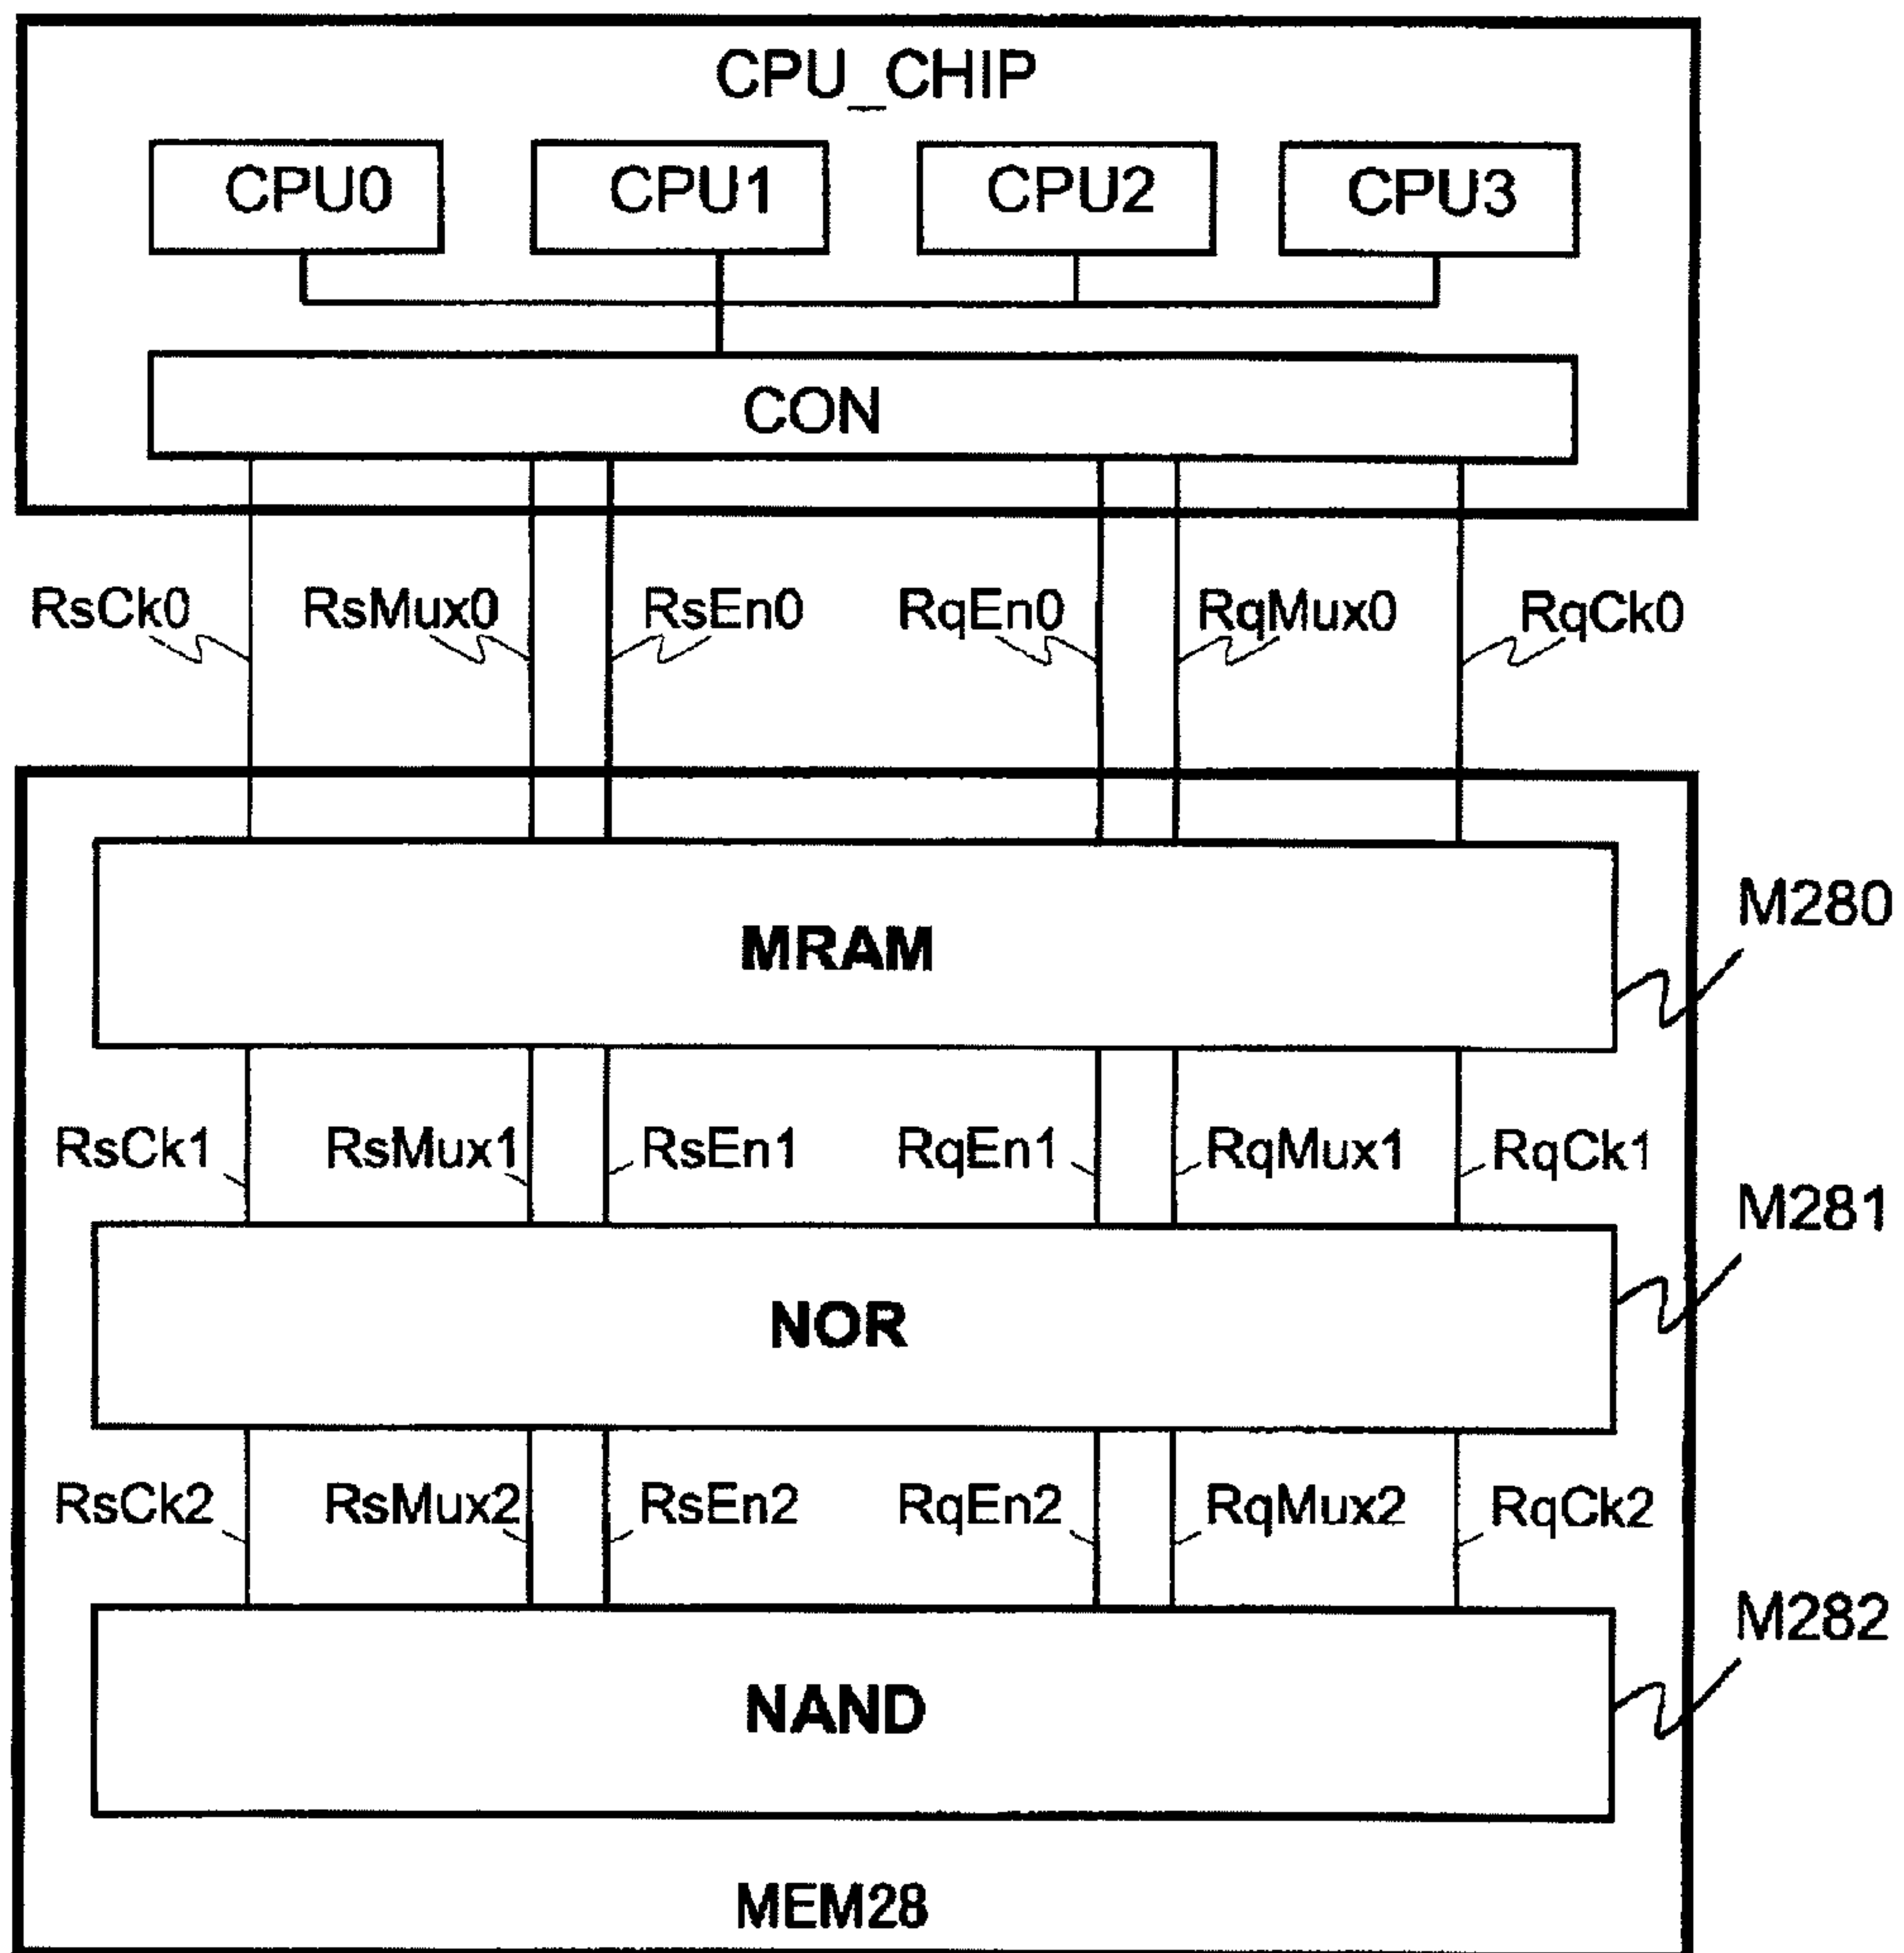 CPU_CHIP
CPU0 CPU1 CPU2 CPU3
CON
RsCk0 RsMux0 RsEn0 RqEn0 RqMux0 RqCk0
M280
MRAM
RsCk1 RsMux1 RsEn1 RqEn1 RqMux1 RqCk1
M281
NOR
RsCk2 RsMux2 RsEn2 RqEn2 RqMux2 RqCk2
M282
NAND
MEM28